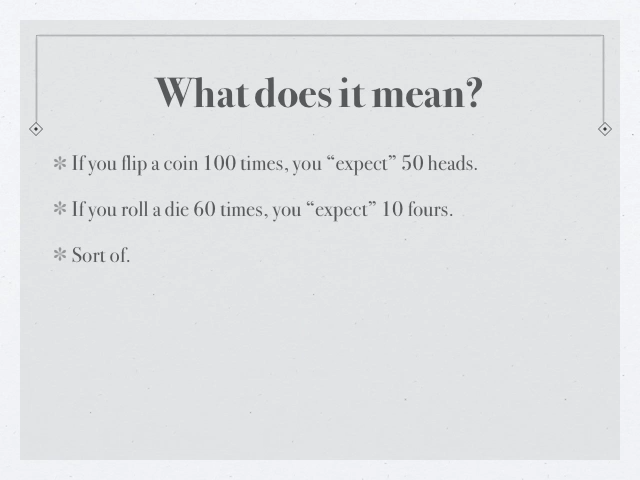 What does it mean?
✻ If you flip a coin 100 times, you “expect” 50 heads.
✻ If you roll a die 60 times, you “expect” 10 fours.
✻ Sort of.